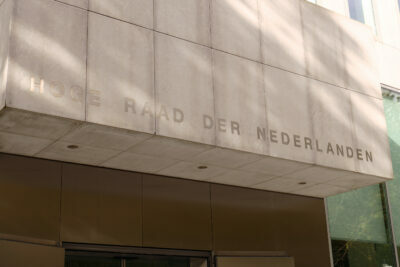 HOGE RAAD DER NEDERLANDEN